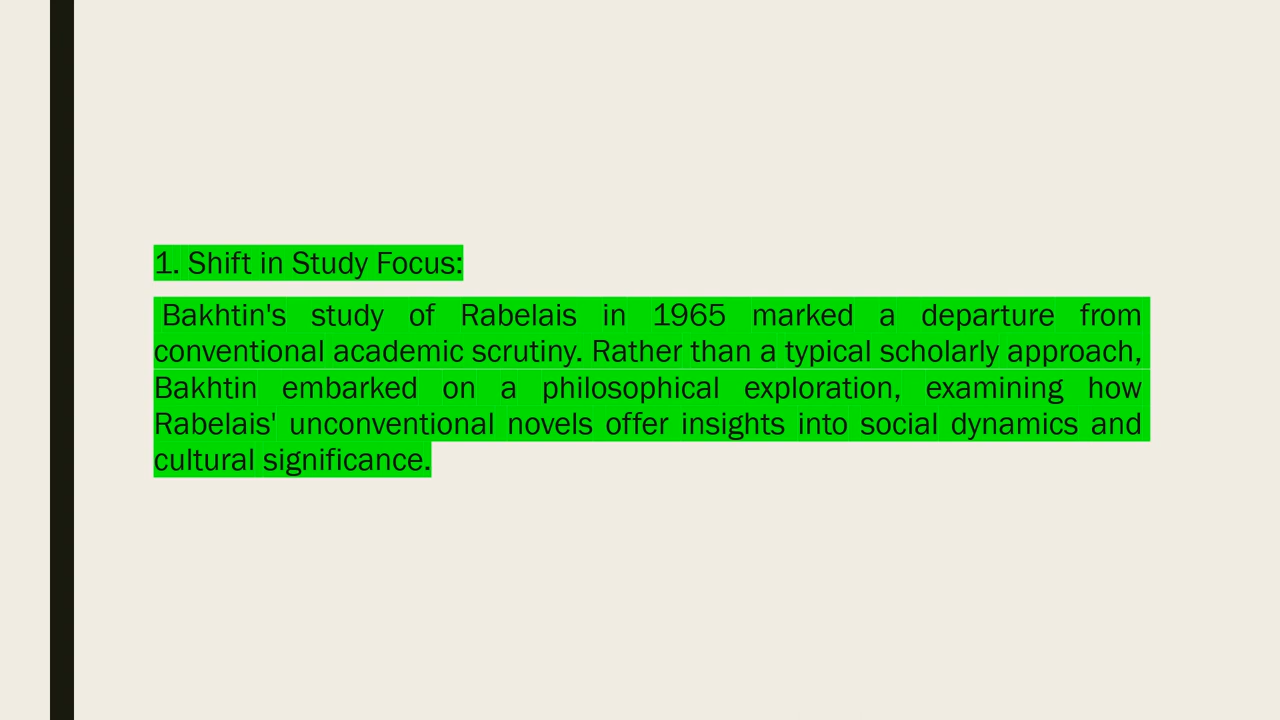 1. Shift in Study Focus:
Bakhtin's study of Rabelais in 1965 marked a departure from
conventional academic scrutiny. Rather than a typical scholarly approach,
Bakhtin embarked on a philosophical exploration, examining how
Rabelais' unconventional novels offer insights into social dynamics and
cultural significance.